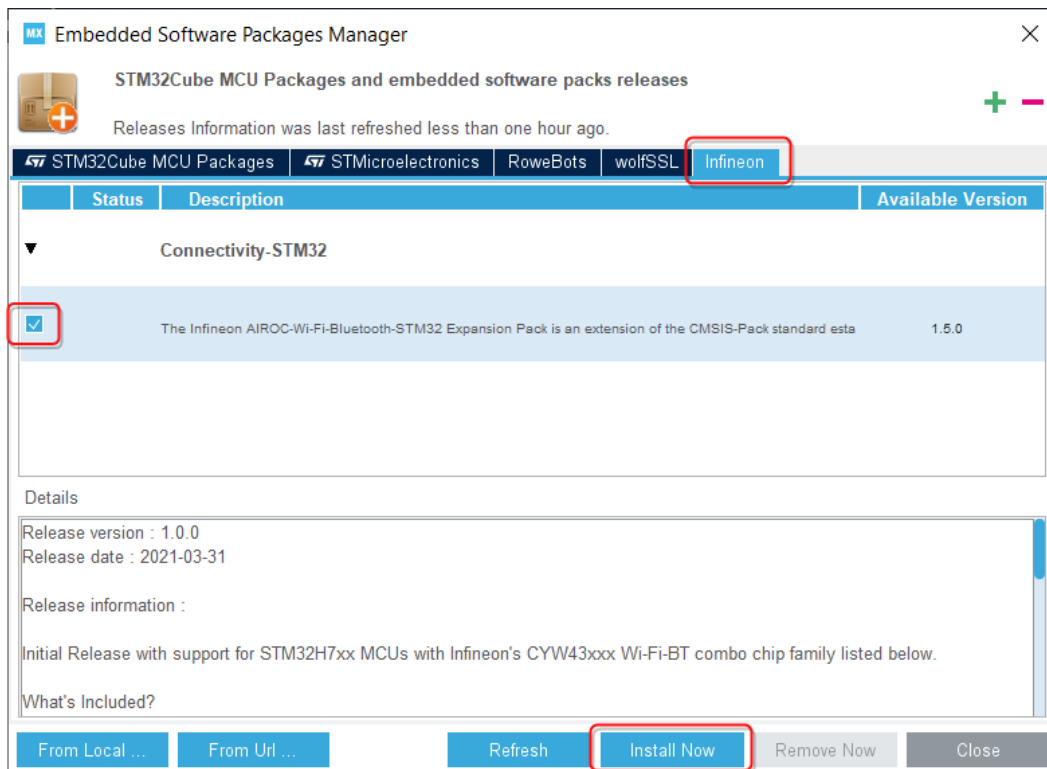 MX Embedded Software Packages Manager
STM32Cube MCU Packages and embedded software packs releases
Releases Information was last refreshed less than one hour ago.
ST STM32Cube MCU Packages ST STMicroelectronics RoweBots wolfSSL Infineon
Status Description Available Version
Connectivity-STM32
The Infineon AIROC-Wi-Fi-Bluetooth-STM32 Expansion Pack is an extension of the CMSIS-Pack standard esta 1.5.0
Details
Release version : 1.0.0
Release date : 2021-03-31
Release information :
Initial Release with support for STM32H7xx MCUs with Infineon's CYW43xxx Wi-Fi-BT combo chip family listed below.
What's Included?
From Local ... From Url ... Refresh Install Now Remove Now Close